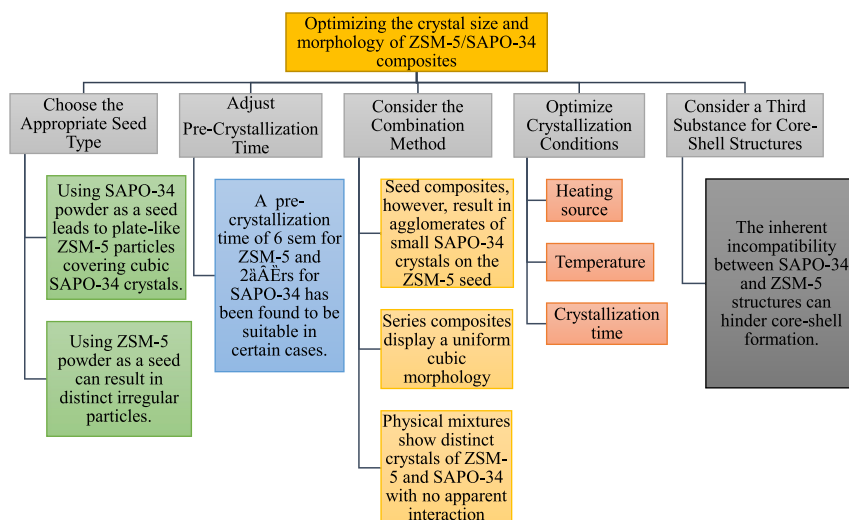 Optimizing the crystal size and
morphology of ZSM-5/SAPO-34
composites
Choose the
Appropriate Seed
Type
Using SAPO-34
powder as a seed
leads to plate-like
ZSM-5 particles
covering cubic
SAPO-34 crystals.
Using ZSM-5
powder as a seed
can result in
distinct irregular
particles.
Adjust
Pre-Crystallization
Time
A pre-
crystallization
time of 6 sem for
ZSM-5 and
2äÂÈrs for
SAPO-34 has
been found to be
suitable in
certain cases.
Consider the
Combination
Method
Seed composites,
however, result in
agglomerates of
small SAPO-34
crystals on the
ZSM-5 seed
Series composites
display a uniform
cubic
morphology
Physical mixtures
show distinct
crystals of ZSM-
5 and SAPO-34
with no apparent
interaction
Optimize
Crystallization
Conditions
Heating
source
Temperature
Crystallization
time
Consider a Third
Substance for Core-
Shell Structures
The inherent
incompatibility
between SAPO-34
and ZSM-5
structures can
hinder core-shell
formation.